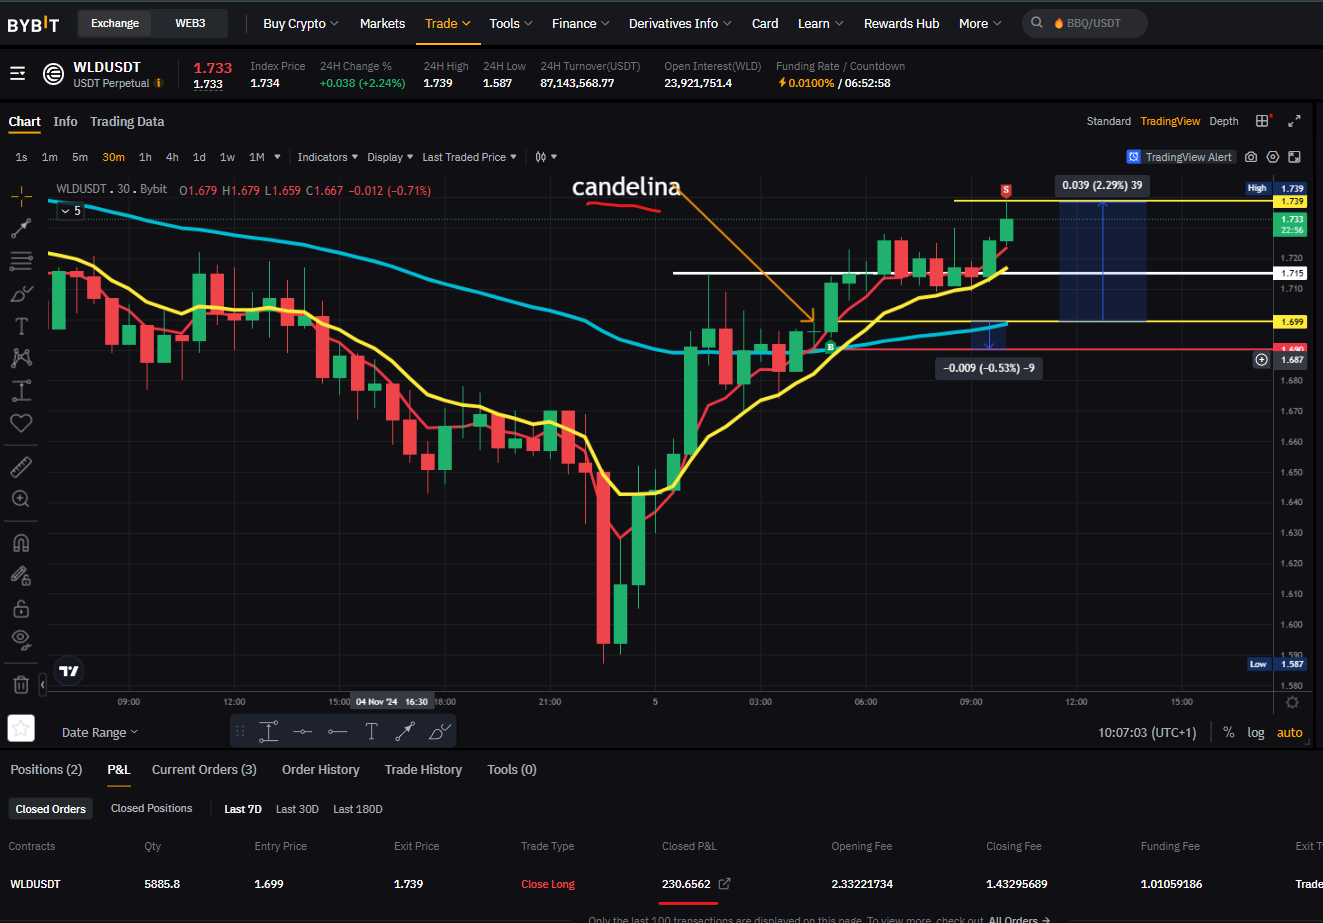 BYBIT Exchange WEB3 Buy Crypto Markets Trade Tools Finance Derivatives Info Card Learn Rewards Hub More BBQ/USDT
WLDUSDT 1.733 Index Price 24H Change % 24H High 24H Low 24H Turnover(USDT) Open Interest(WLD) Funding Rate / Countdown
USDT Perpetual 1.733 1.734 +0.038 (+2.24%) 1.739 1.587 87,143,568.77 23,921,751.4 0.0100% / 06:52:58
Chart Info Trading Data Standard TradingView Depth
1s 1m 5m 30m 1h 4h 1d 1w 1M Indicators Display Last Traded Price TradingView Alert
WLDUSDT . 30 . Bybit O1.679 H1.679 L1.659 C1.667 -0.012 (-0.71%)
5
candelina
S
0.039 (2.29%) 39
High 1.739
1.739
1.733
22:56
1.720
1.715
1.710
1.699
1.690
B
1.687
−0.009 (−0.53%) −9
1.680
1.670
1.660
1.650
1.640
1.630
1.620
1.610
1.600
1.590
Low 1.587
1.580
09:00 12:00 15:00 04 Nov '24 16:30 18:00 21:00 5 03:00 06:00 09:00 12:00 15:00
Date Range T 10:07:03 (UTC+1) % log auto
Positions (2) P&L Current Orders (3) Order History Trade History Tools (0)
Closed Orders Closed Positions Last 7D Last 30D Last 180D
Contracts Qty Entry Price Exit Price Trade Type Closed P&L Opening Fee Closing Fee Funding Fee Exit T
WLDUSDT 5885.8 1.699 1.739 Close Long 230.6562 2.33221734 1.43295689 1.01059186 Trade
Only the last 100 transactions are displayed on this page. To view more, check out All Orders →